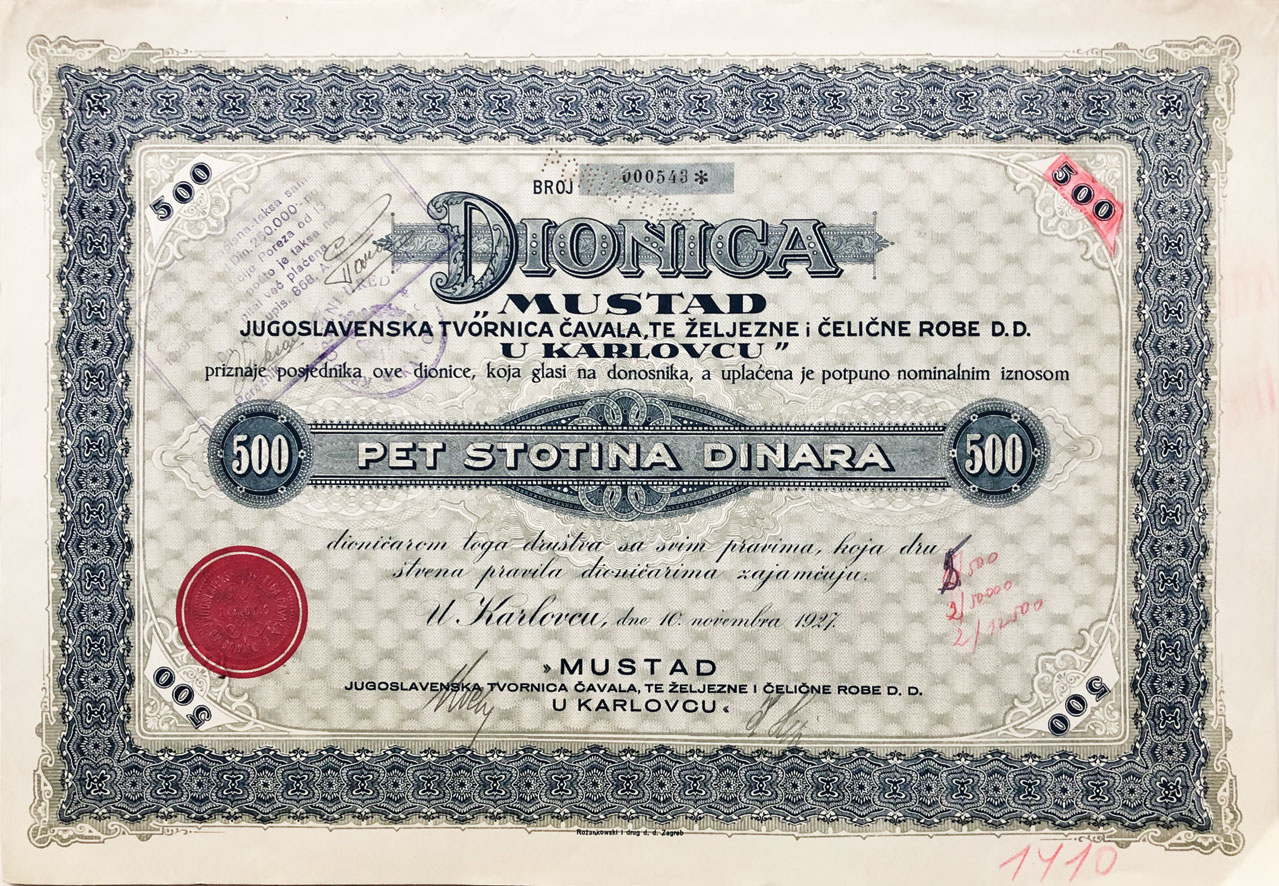 500
500
BROJ 000543*
DIONICA
„MUSTAD
JUGOSLAVENSKA TVORNICA ČAVALA, TE ŽELJEZNE i ČELIČNE ROBE D.D.
U KARLOVCU”
priznaje posjednika ove dionice, koja glasi na donosnika, a uplaćena je potpuno nominalnim iznosom
500 PET STOTINA DINARA 500
dioničarom toga društva sa svim pravima, koja dru
štvena pravila dioničarima zajamčuju.
U Karlovcu, dne 10. novembra 1927.
»MUSTAD
JUGOSLAVENSKA TVORNICA ČAVALA, TE ŽELJEZNE I ČELIČNE ROBE D. D.
U KARLOVCU«
500
500
Rožankowski i drug d. d. Zagreb
1410